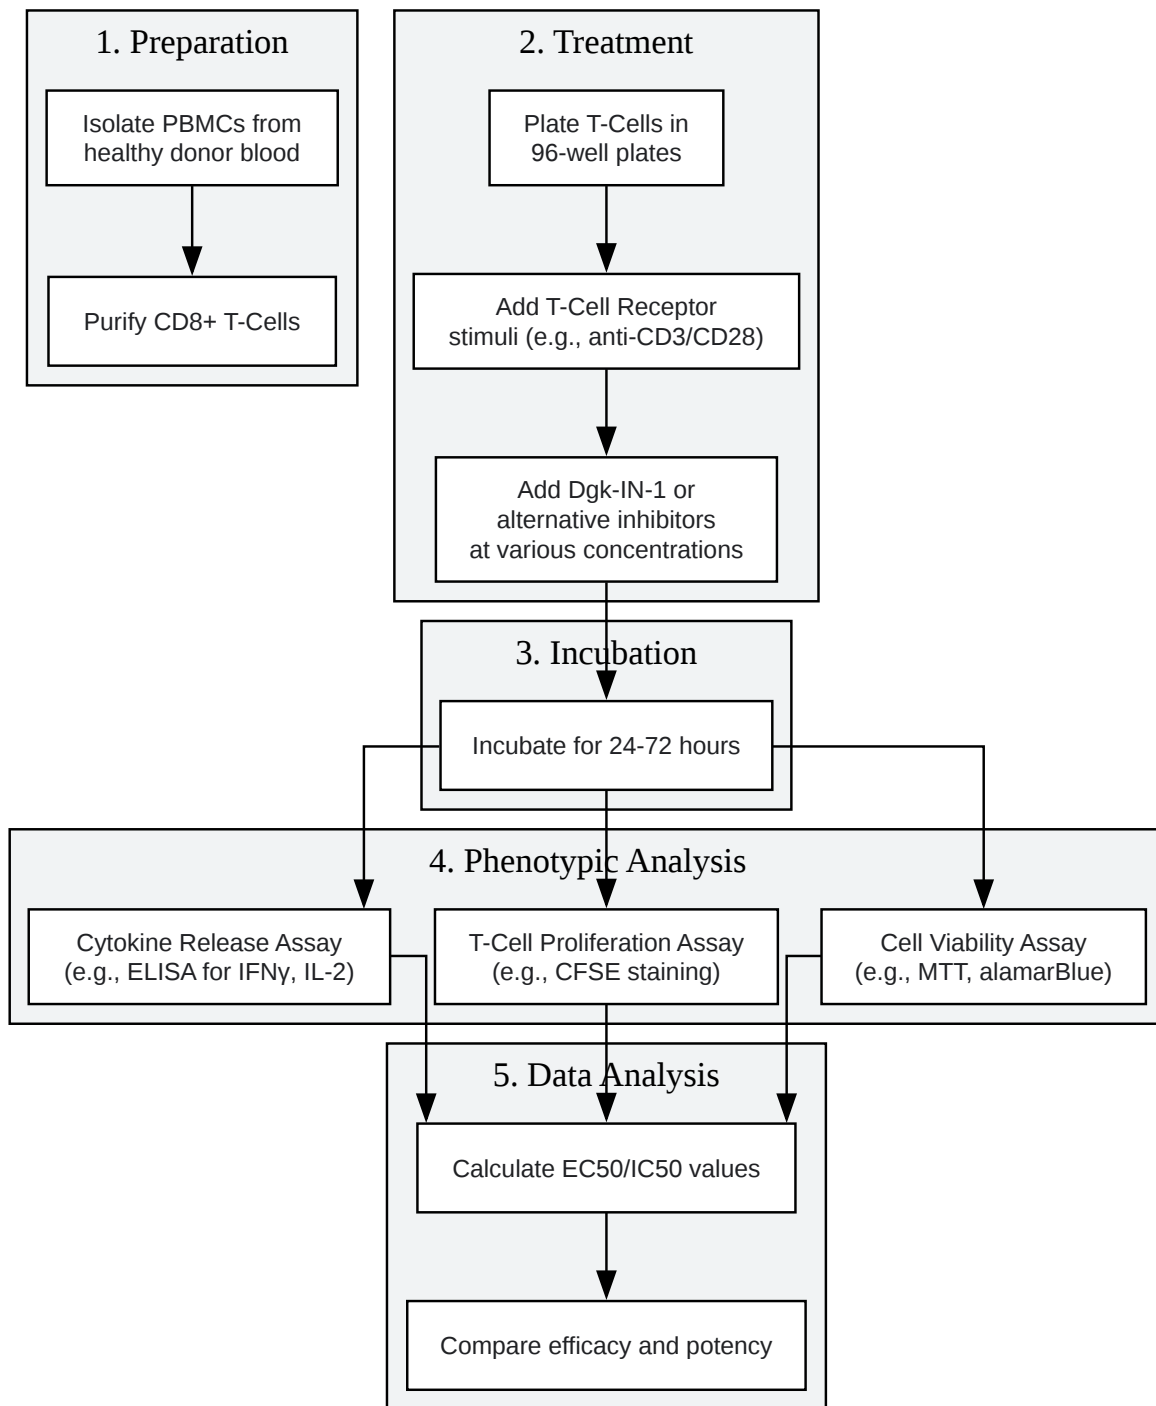 1. Preparation
Isolate PBMCs from
healthy donor blood
Purify CD8+ T-Cells
2. Treatment
Plate T-Cells in
96-well plates
Add T-Cell Receptor
stimuli (e.g., anti-CD3/CD28)
Add Dgk-IN-1 or
alternative inhibitors
at various concentrations
3. Incubation
Incubate for 24-72 hours
4. Phenotypic Analysis
Cytokine Release Assay
(e.g., ELISA for IFNγ, IL-2)
T-Cell Proliferation Assay
(e.g., CFSE staining)
Cell Viability Assay
(e.g., MTT, alamarBlue)
5. Data Analysis
Calculate EC50/IC50 values
Compare efficacy and potency